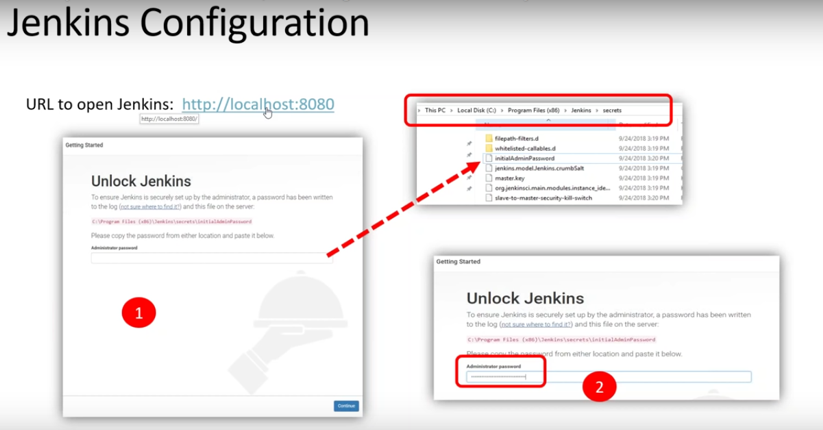 Jenkins Configuration
URL to open Jenkins: http://localhost:8080
http://localhost:8080/
Getting Started
Unlock Jenkins
To ensure Jenkins is securely set up by the administrator, a password has been written
to the log (not sure where to find it?) and this file on the server:
C:\Program Files (x86)\Jenkins\secrets\initialAdminPassword
Please copy the password from either location and paste it below.
Administrator password
1
Continue
This PC > Local Disk (C:) > Program Files (x86) > Jenkins > secrets
filepath-filters.d 9/24/2018 3:19 PM
whitelisted-callables.d 9/24/2018 3:19 PM
initialAdminPassword 9/24/2018 3:20 PM
jenkins.model.Jenkins.crumbSalt 9/24/2018 3:19 PM
master.key 9/24/2018 3:19 PM
org.jenkinsci.main.modules.instance_ide... 9/24/2018 3:19 PM
slave-to-master-security-kill-switch 9/24/2018 3:19 PM
Getting Started
Unlock Jenkins
To ensure Jenkins is securely set up by the administrator, a password has been written
to the log (not sure where to find it?) and this file on the server:
C:\Program Files (x86)\Jenkins\secrets\initialAdminPassword
Please copy the password from either location and paste it below.
Administrator password
2